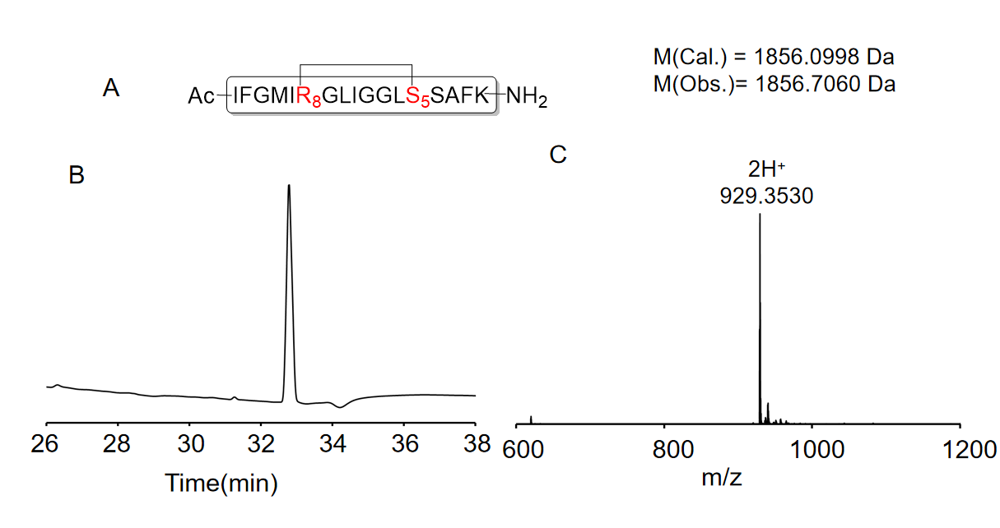 A
Ac IFGMIR₈GLIGGLS₅SAFK NH₂
M(Cal.) = 1856.0998 Da
M(Obs.)= 1856.7060 Da
B
26 28 30 32 34 36 38
Time(min)
C
2H⁺
929.3530
600 800 1000 1200
m/z